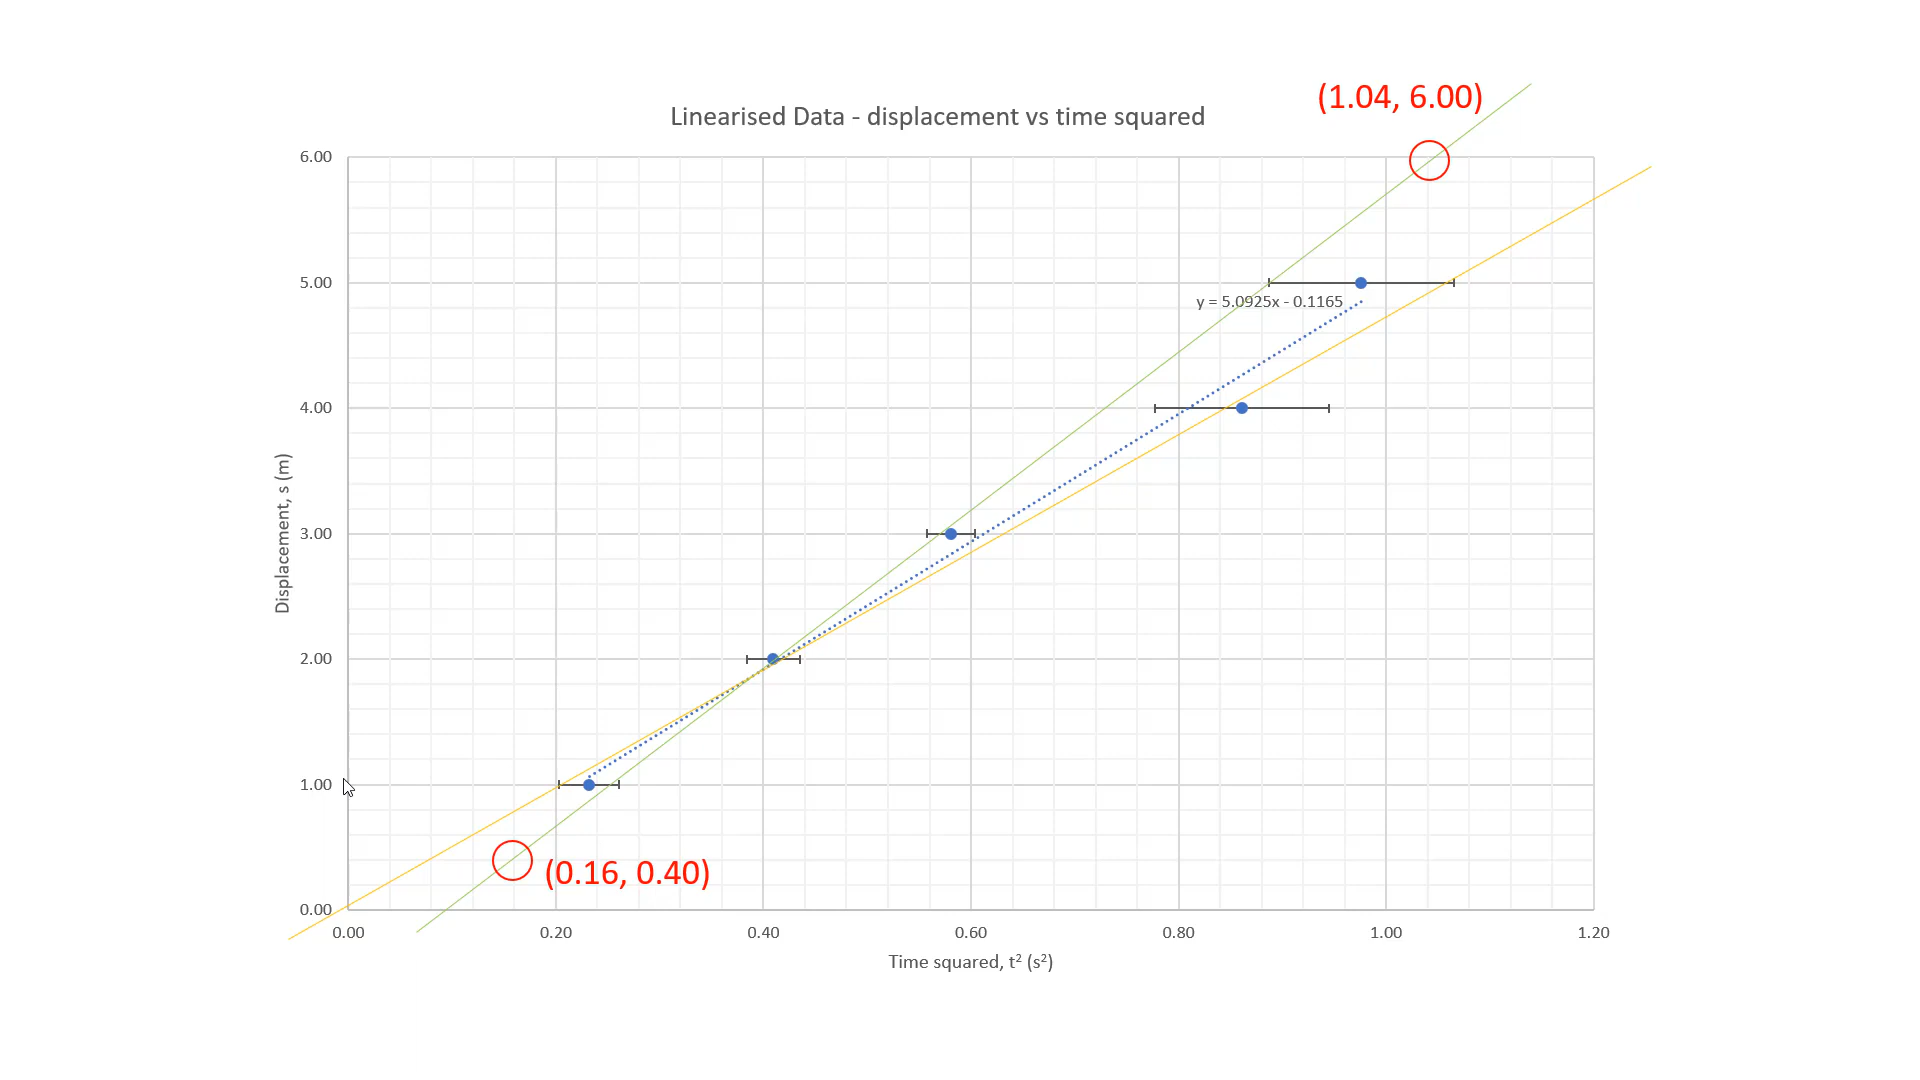 (1.04, 6.00)
Linearised Data - displacement vs time squared
6.00
5.00
y = 5.0925x - 0.1165
4.00
3.00
2.00
1.00
0.00
Displacement, s (m)
(0.16, 0.40)
0.00 0.20 0.40 0.60 0.80 1.00 1.20
Time squared, t² (s²)